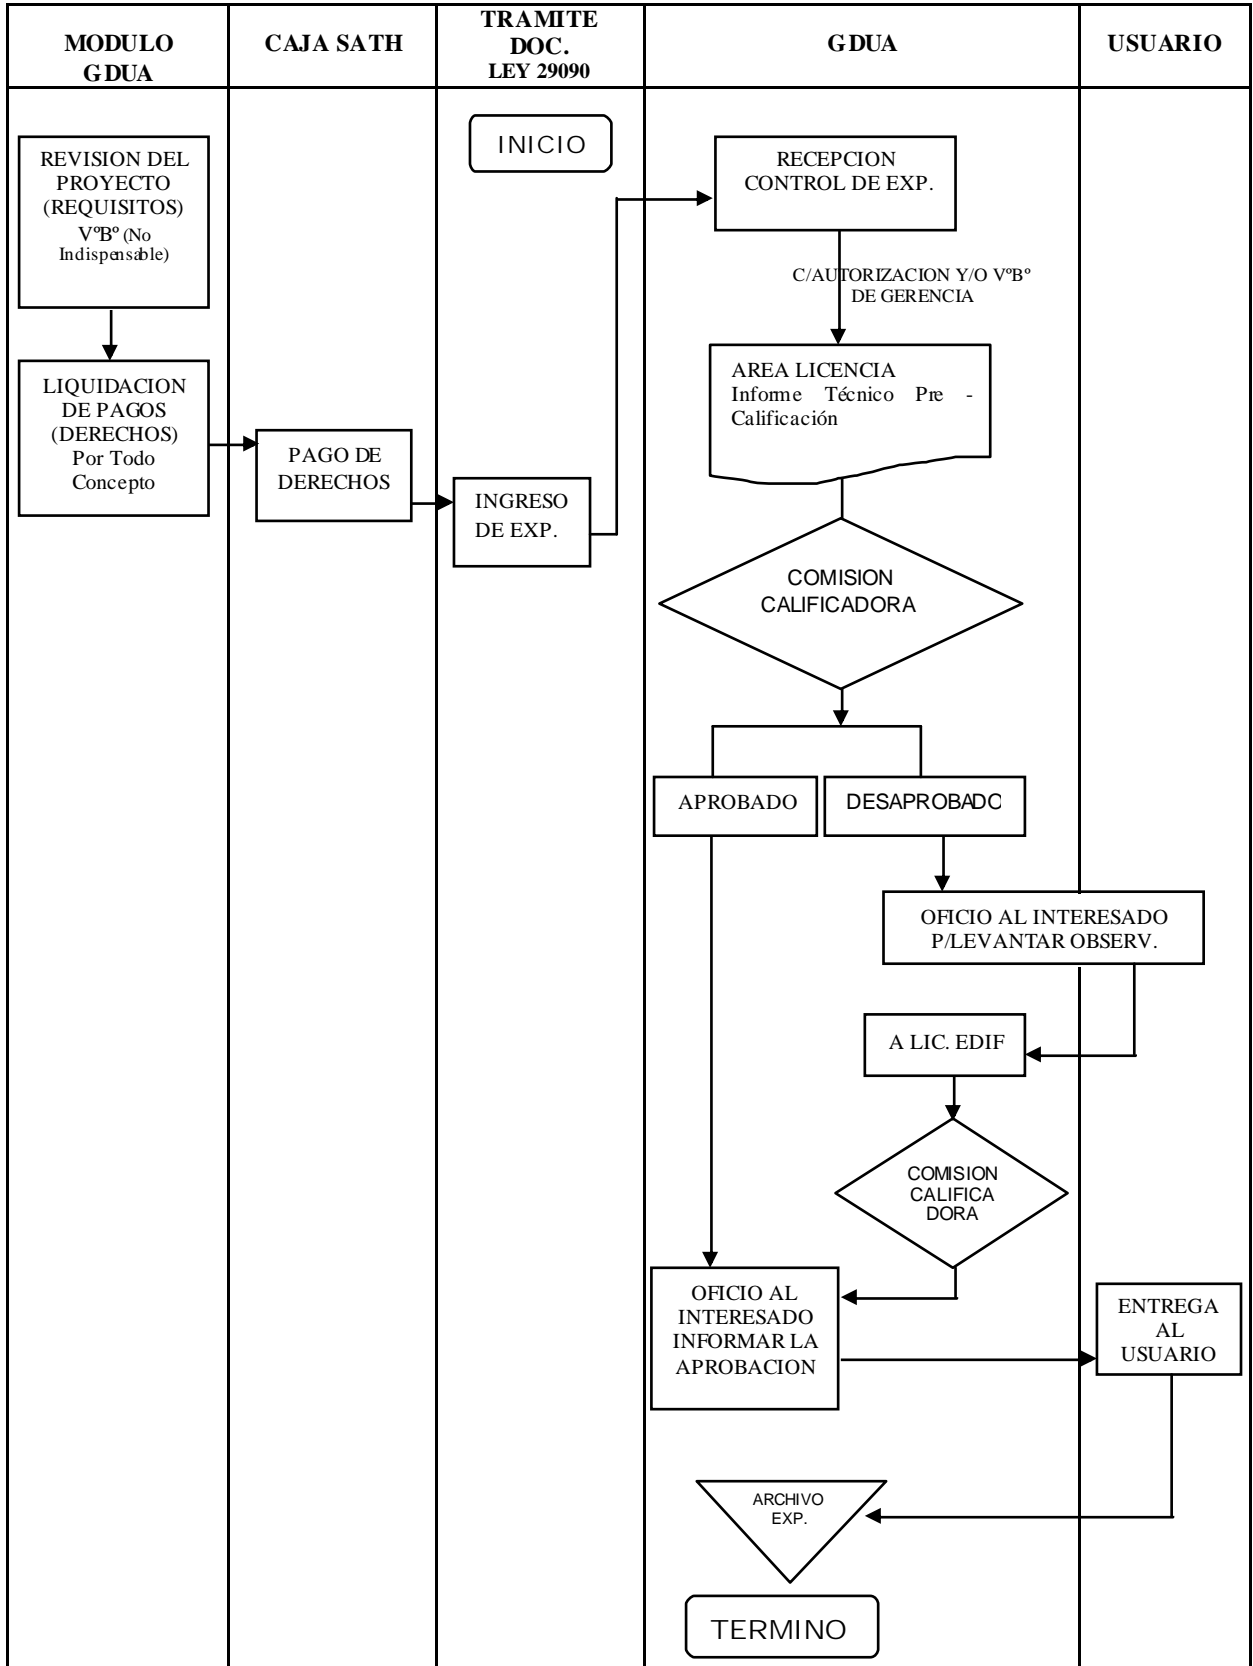 MODULO
GDUA
CAJA SATH
TRAMITE
DOC.
LEY 29090
GDUA
USUARIO
REVISION DEL
PROYECTO
(REQUISITOS)
VºBº (No
Indispensable)
LIQUIDACION
DE PAGOS
(DERECHOS)
Por Todo
Concepto
PAGO DE
DERECHOS
INICIO
INGRESO
DE EXP.
RECEPCION
CONTROL DE EXP.
C/AUTORIZACION Y/O VºBº
DE GERENCIA
AREA LICENCIA
Informe Técnico Pre -
Calificación
COMISION
CALIFICADORA
APROBADO
DESAPROBADO
OFICIO AL INTERESADO
P/LEVANTAR OBSERV.
A LIC. EDIF
COMISION
CALIFICA
DORA
OFICIO AL
INTERESADO
INFORMAR LA
APROBACION
ENTREGA
AL
USUARIO
ARCHIVO
EXP.
TERMINO